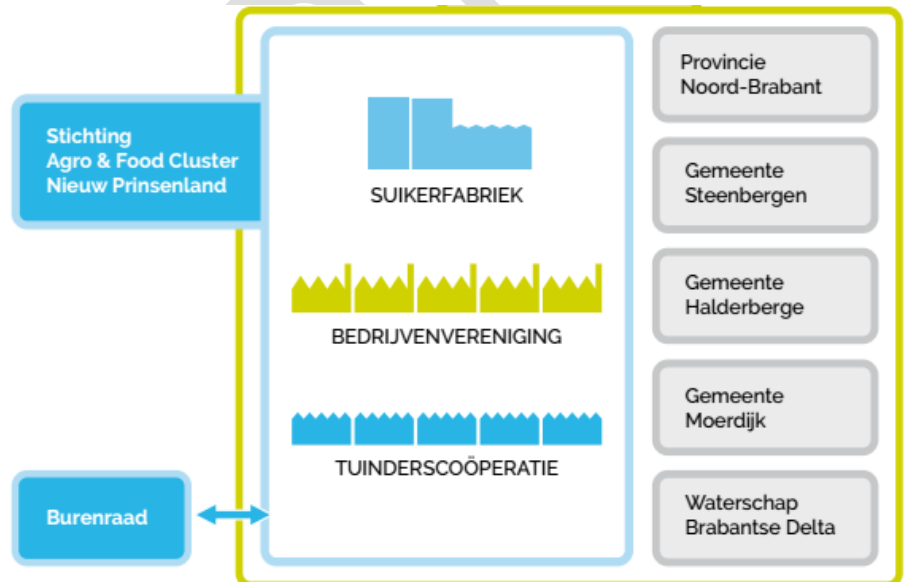 Stichting
Agro & Food Cluster
Nieuw Prinsenland
SUIKERFABRIEK
BEDRIJVENVERENIGING
TUINDERSCOÖPERATIE
Burenraad
Provincie
Noord-Brabant
Gemeente
Steenbergen
Gemeente
Halderberge
Gemeente
Moerdijk
Waterschap
Brabantse Delta